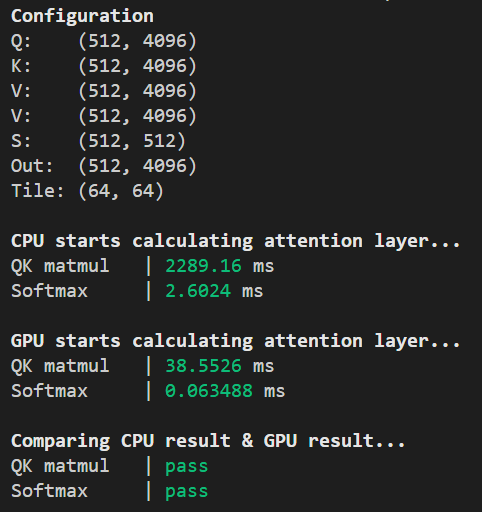 Configuration
Q: (512, 4096)
K: (512, 4096)
V: (512, 4096)
V: (512, 4096)
S: (512, 512)
Out: (512, 4096)
Tile: (64, 64)
CPU starts calculating attention layer...
QK matmul | 2289.16 ms
Softmax | 2.6024 ms
GPU starts calculating attention layer...
QK matmul | 38.5526 ms
Softmax | 0.063488 ms
Comparing CPU result & GPU result...
QK matmul | pass
Softmax | pass